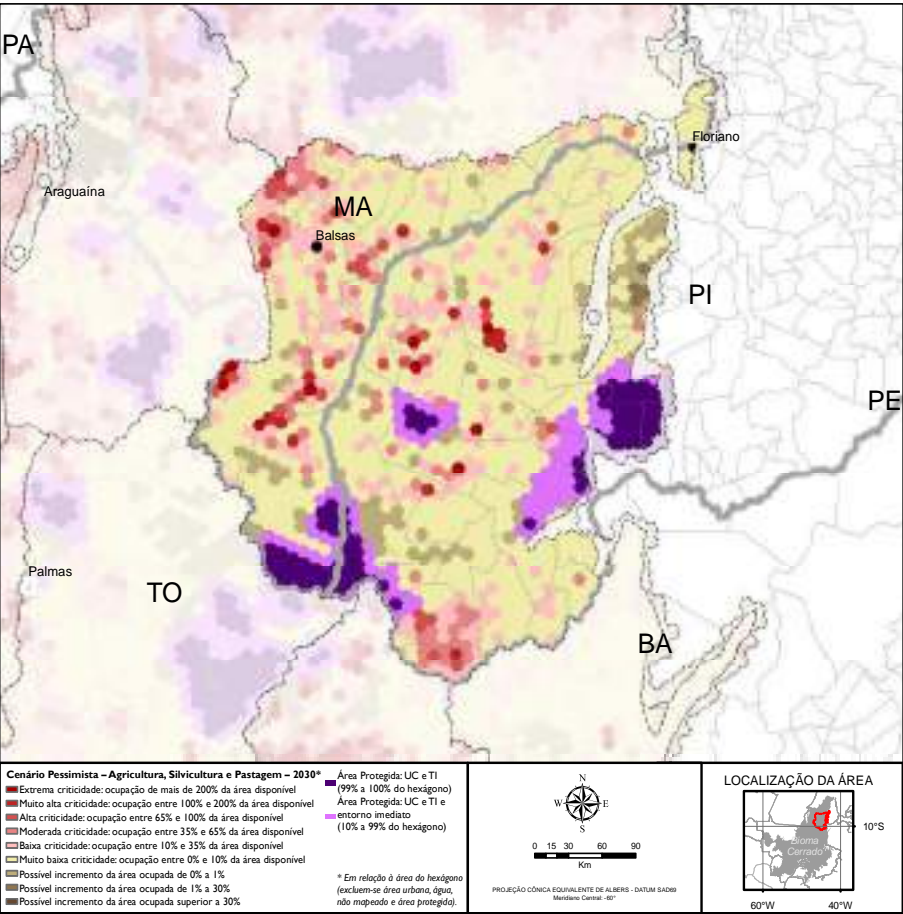 PA
Floriano
Araguaína
MA
Balsas
PI
PE
Palmas
TO
BA
Cenário Pessimista – Agricultura, Silvicultura e Pastagem – 2030*
Extrema criticidade: ocupação de mais de 200% da área disponível
Muito alta criticidade: ocupação entre 100% e 200% da área disponível
Alta criticidade: ocupação entre 65% e 100% da área disponível
Moderada criticidade: ocupação entre 35% e 65% da área disponível
Baixa criticidade: ocupação entre 10% e 35% da área disponível
Muito baixa criticidade: ocupação entre 0% e 10% da área disponível
Possível incremento da área ocupada de 0% a 1%
Possível incremento da área ocupada de 1% a 30%
Possível incremento da área ocupada superior a 30%
Área Protegida: UC e TI
(99% a 100% do hexágono)
Área Protegida: UC e TI e
entorno imediato
(10% a 99% do hexágono)
* Em relação à área do hexágono
(excluem-se área urbana, água,
não mapeado e área protegida).
N
W E
S
0 15 30 60 90
Km
PROJEÇÃO CÔNICA EQUIVALENTE DE ALBERS - DATUM SAD69
Meridiano Central: -60°
LOCALIZAÇÃO DA ÁREA
10°S
Bioma
Cerrado
60°W 40°W